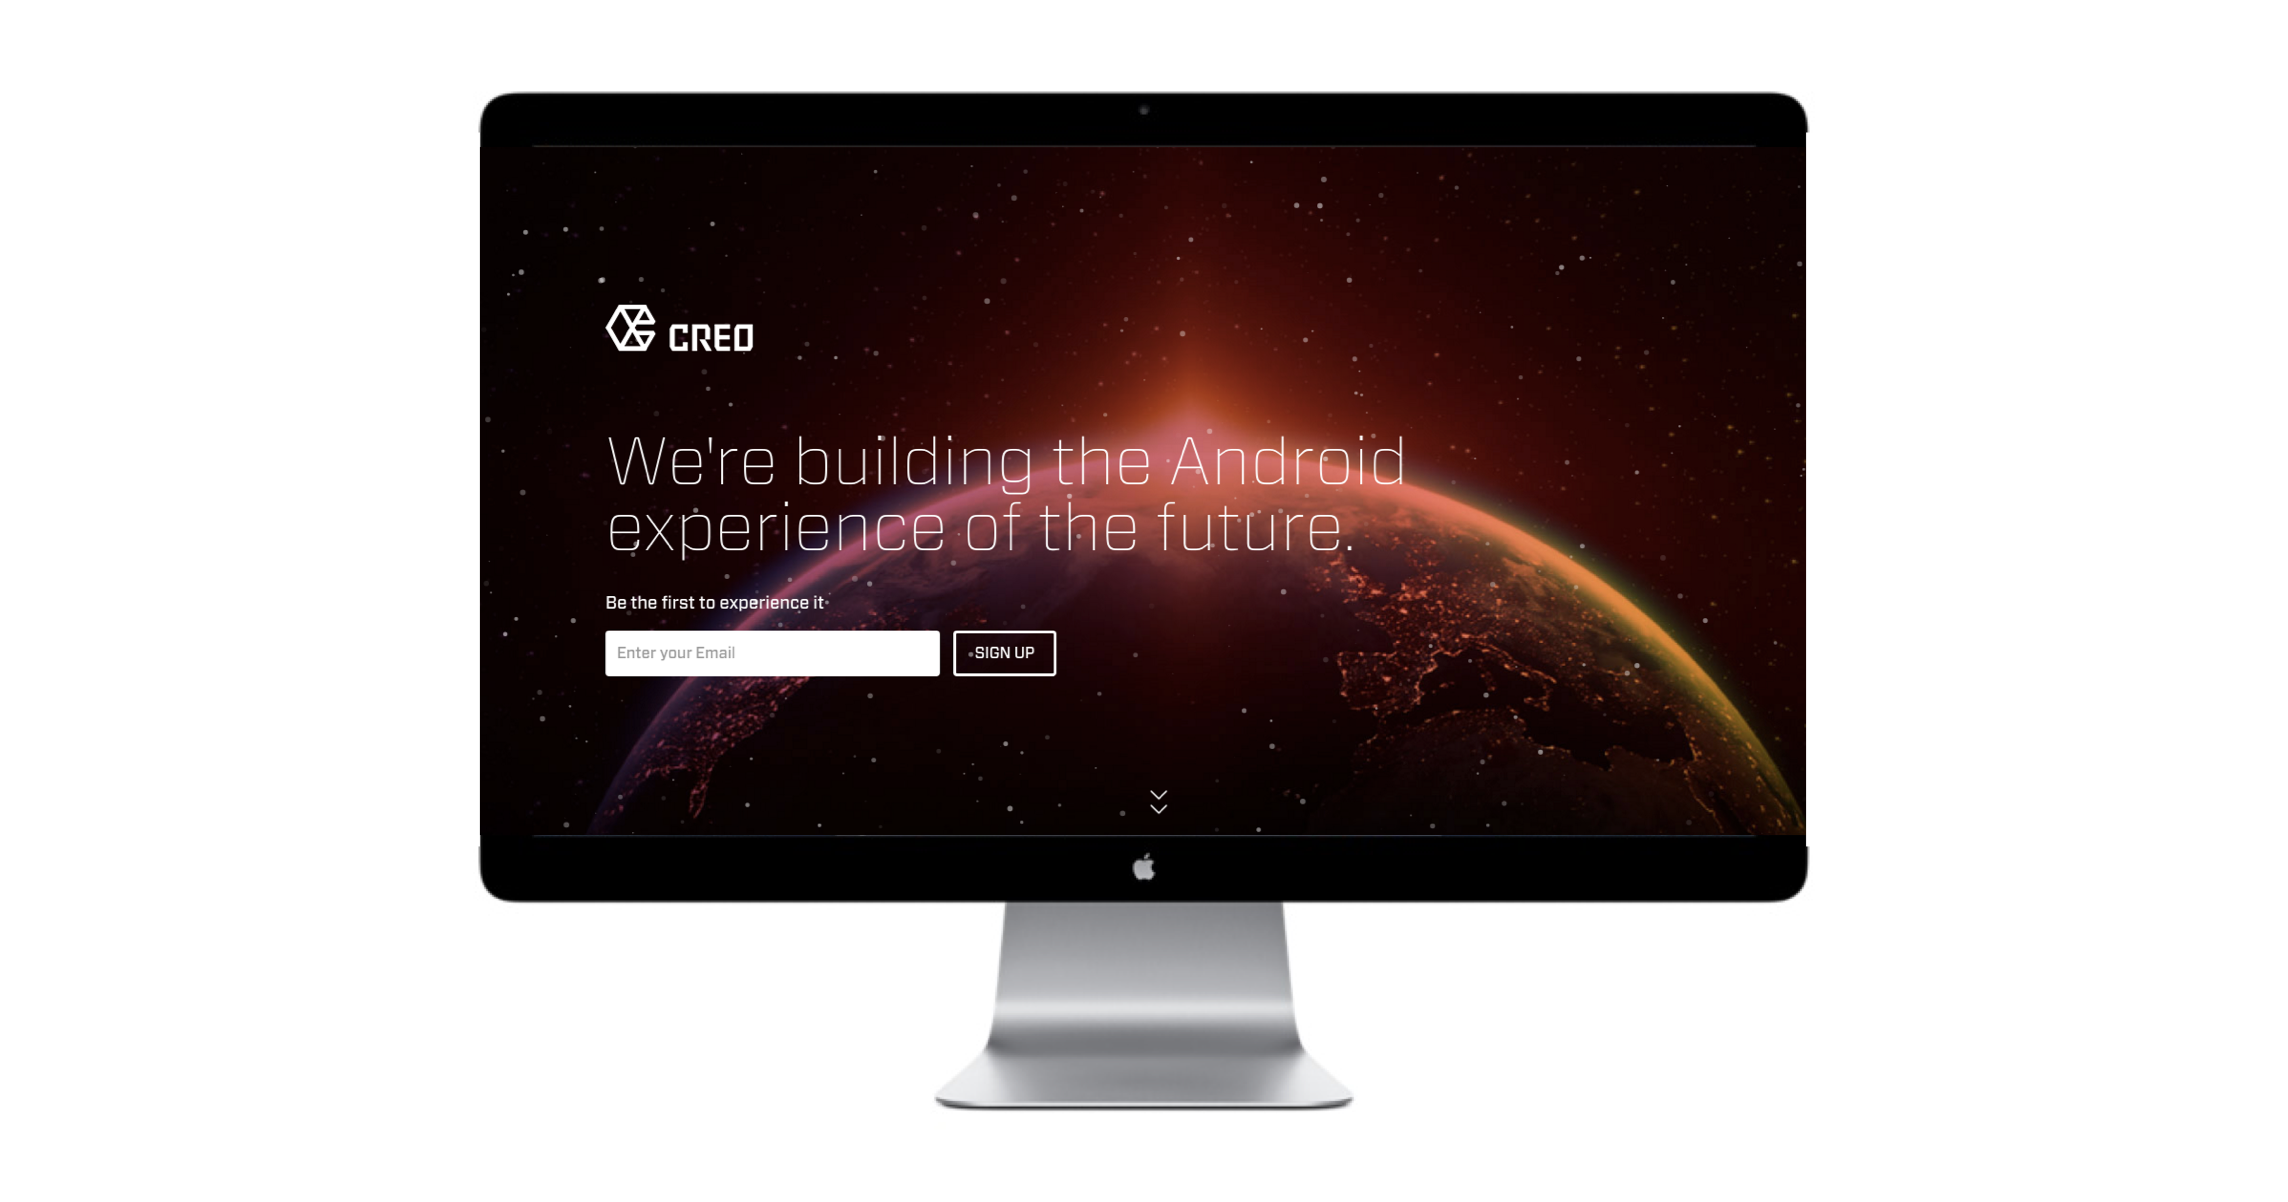 CREO
We're building the Android
experience of the future.
Be the first to experience it
Enter your Email
SIGN UP